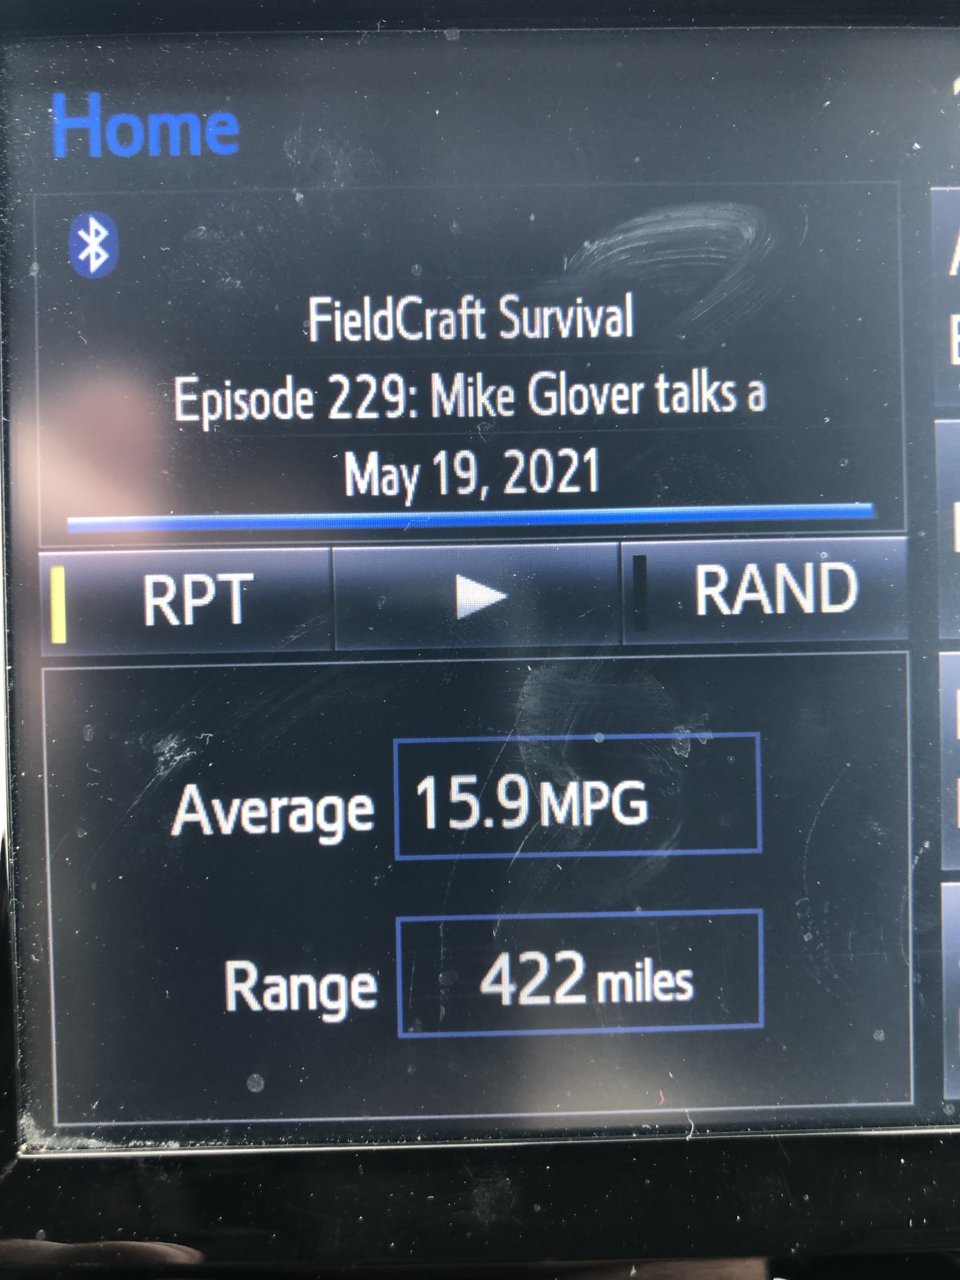 Home
FieldCraft Survival
Episode 229: Mike Glover talks a
May 19, 2021
RPT
RAND
Average 15.9 MPG
Range 422 miles